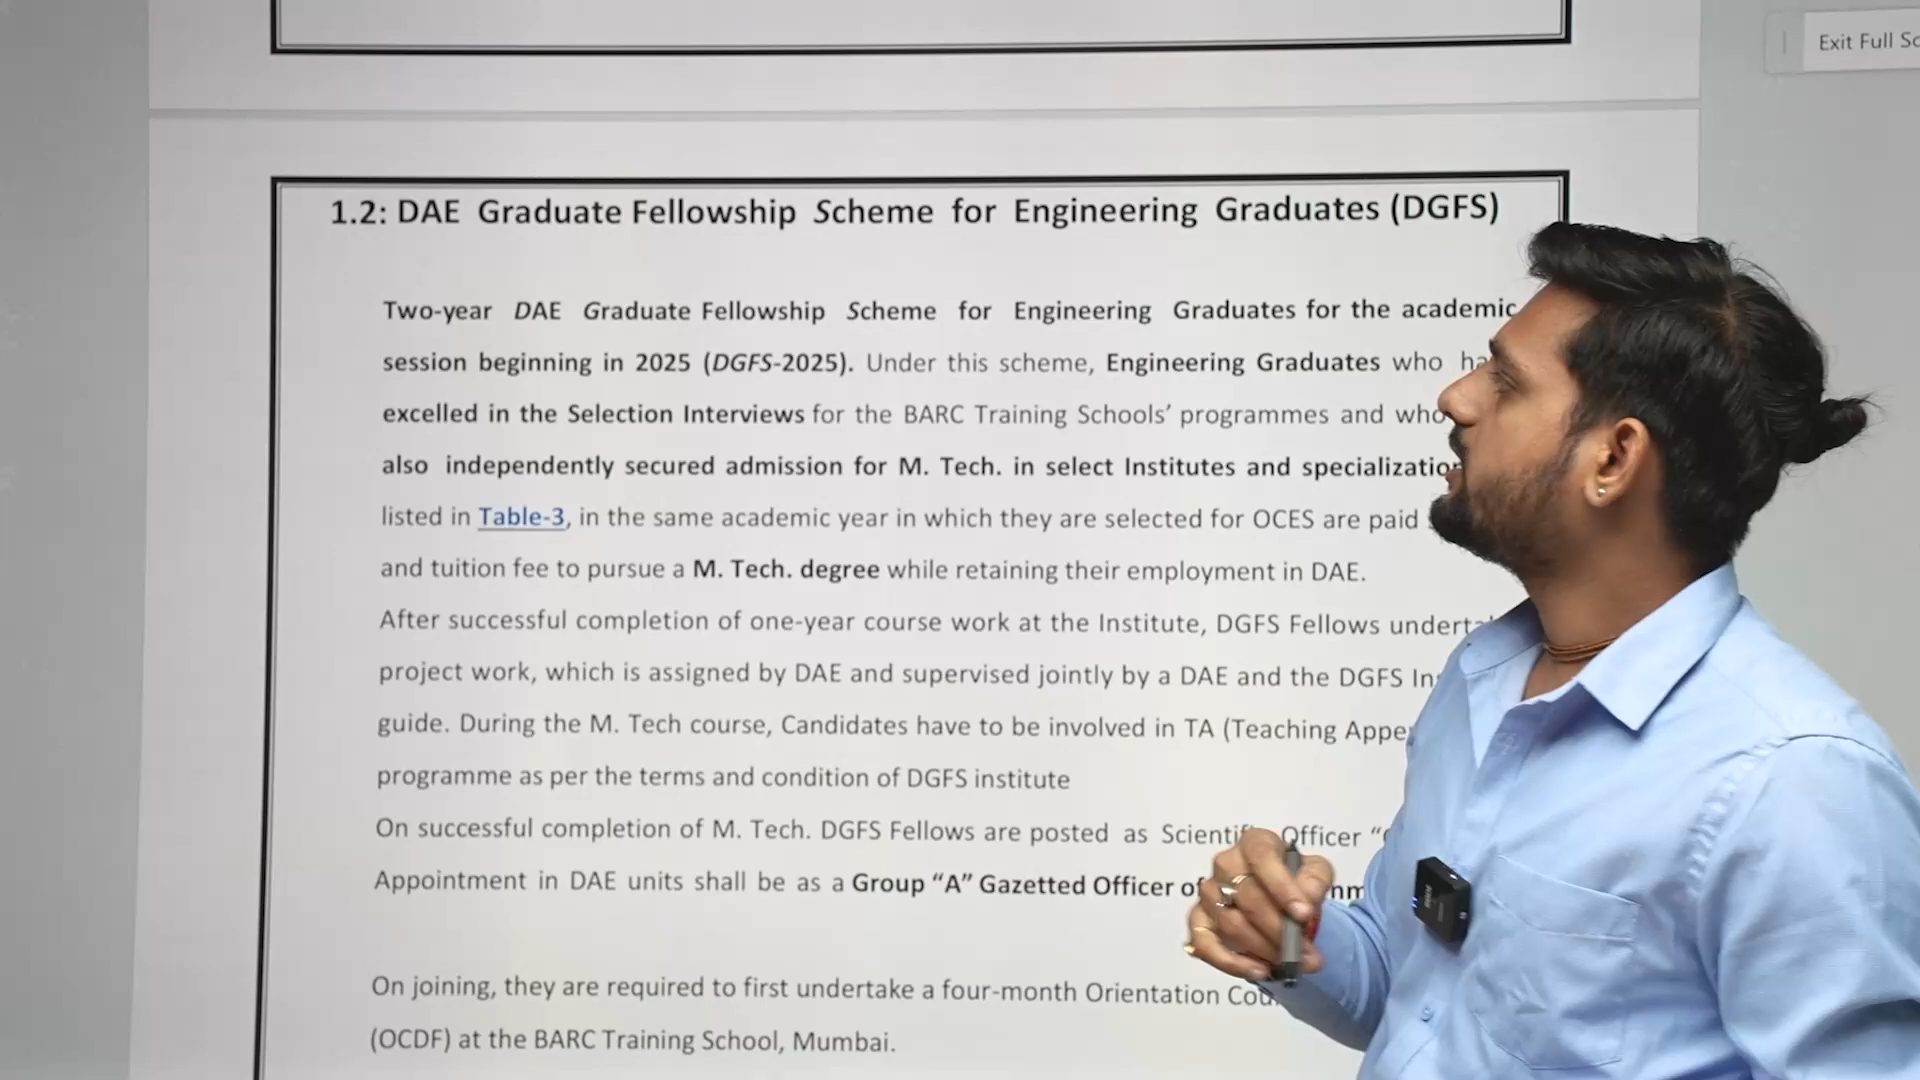 Exit Full
1.2: DAE Graduate Fellowship Scheme for Engineering Graduates (DGFS)
Two-year DAE Graduate Fellowship Scheme for Engineering Graduates for the academic
session beginning in 2025 (DGFS-2025). Under this scheme, Engineering Graduates who
excelled in the Selection Interviews for the BARC Training Schools’ programmes and who
also independently secured admission for M. Tech. in select Institutes and
listed in Table-3, in the same academic year in which they are selected for OCES are paid
and tuition fee to pursue a M. Tech. degree while retaining their employment in DAE.
After successful completion of one-year course work at the Institute, DGFS Fellows
project work, which is assigned by DAE and supervised jointly by a DAE and the DGFS
guide. During the M. Tech course, Candidates have to be involved in TA (Teaching
programme as per the terms and condition of DGFS institute
On successful completion of M. Tech. DGFS Fellows are posted as Scientific Officer
Appointment in DAE units shall be as a Group “A” Gazetted Officer
On joining, they are required to first undertake a four-month Orientation
(OCDF) at the BARC Training School, Mumbai.